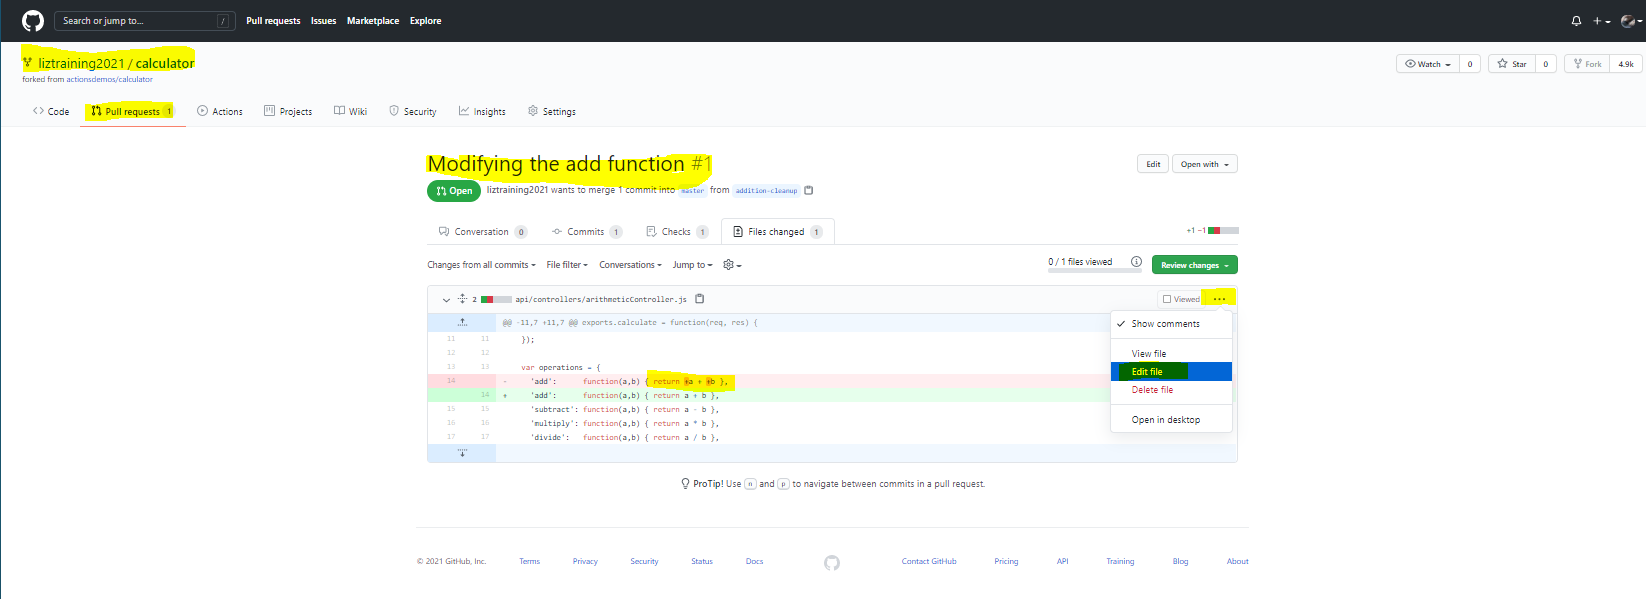 Search or jump to... / Pull requests Issues Marketplace Explore
liztraining2021 / calculator Watch 0 Star 0 Fork 4.9k
forked from actionsdemos/calculator
Code Pull requests 1 Actions Projects Wiki Security Insights Settings
Modifying the add function #1 Edit Open with
Open liztraining2021 wants to merge 1 commit into master from addition-cleanup
Conversation 0 Commits 1 Checks 1 Files changed 1 +1 −1
Changes from all commits File filter Conversations Jump to 0 / 1 files viewed Review changes
2 api/controllers/arithmeticController.js Viewed ...
@@ -11,7 +11,7 @@ exports.calculate = function(req, res) {
Show comments
View file
Edit file
Delete file
Open in desktop
11 11 });
12 12
13 13 var operations = {
14 - 'add': function(a,b) { return +a + +b },
14 + 'add': function(a,b) { return a + b },
15 15 'subtract': function(a,b) { return a - b },
16 16 'multiply': function(a,b) { return a * b },
17 17 'divide': function(a,b) { return a / b },
ProTip! Use n and p to navigate between commits in a pull request.
© 2021 GitHub, Inc. Terms Privacy Security Status Docs Contact GitHub Pricing API Training Blog About